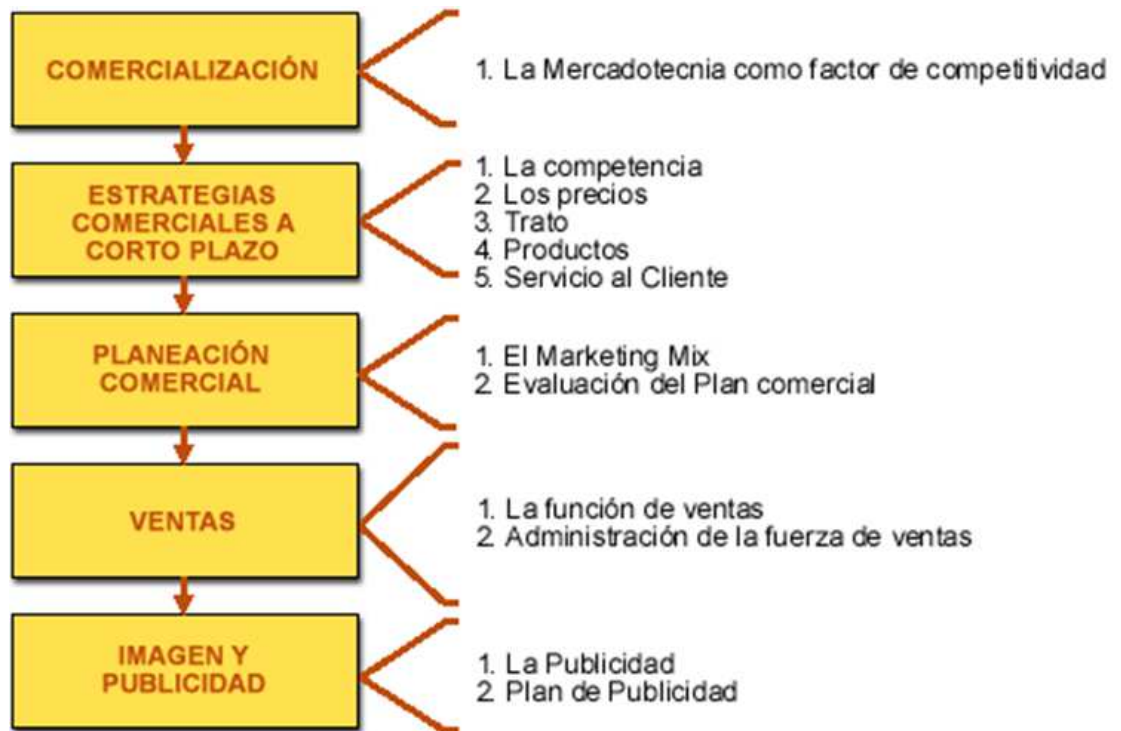 COMERCIALIZACIÓN
1. La Mercadotecnia como factor de competitividad
ESTRATEGIAS
COMERCIALES A
CORTO PLAZO
1. La competencia
2. Los precios
3. Trato
4. Productos
5. Servicio al Cliente
PLANEACIÓN
COMERCIAL
1. El Marketing Mix
2. Evaluación del Plan comercial
VENTAS
1. La función de ventas
2. Administración de la fuerza de ventas
IMAGEN Y
PUBLICIDAD
1. La Publicidad
2. Plan de Publicidad